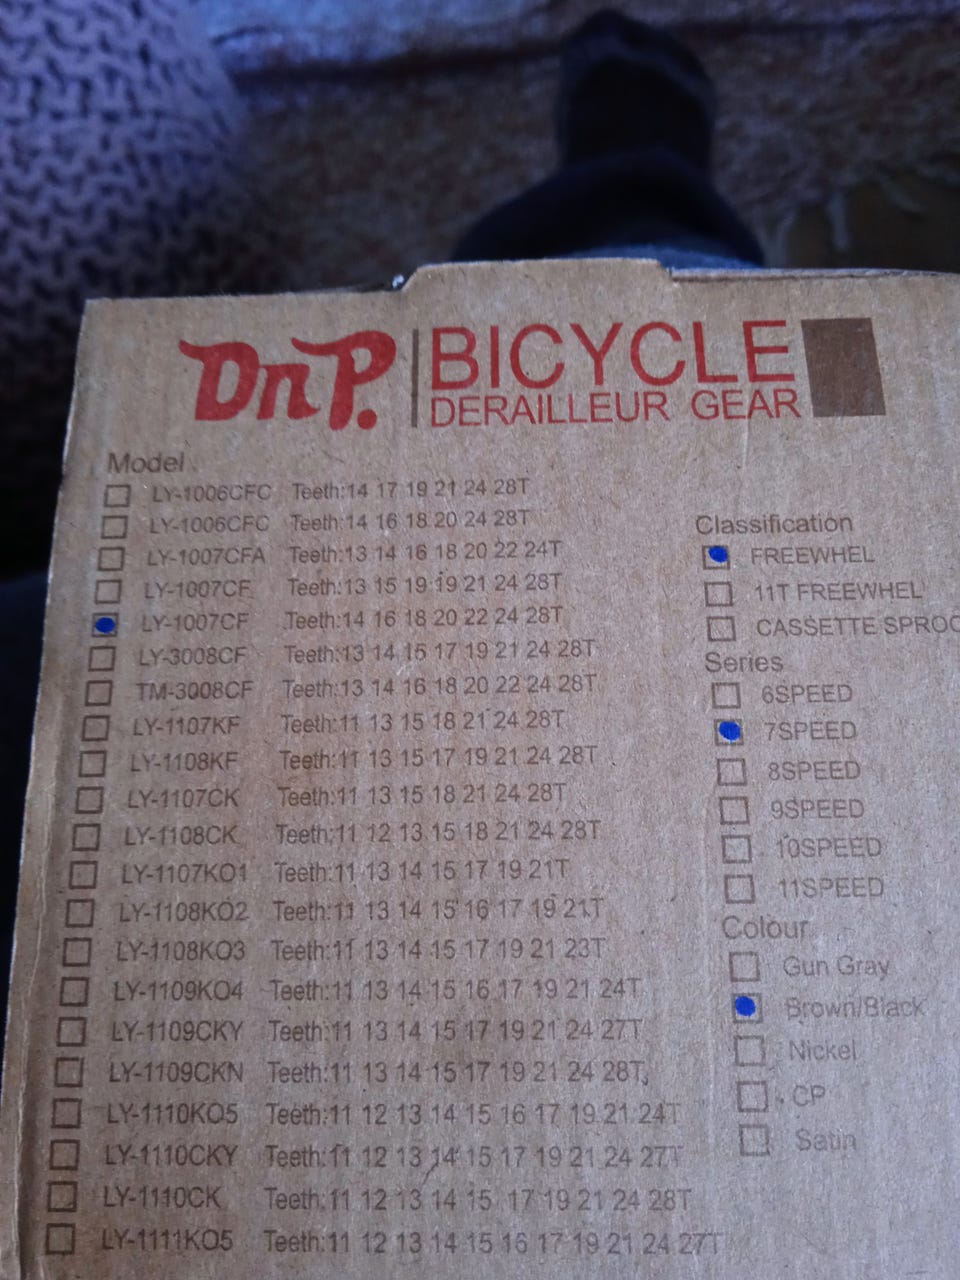 DnP.
BICYCLE
DERAILLEUR GEAR
Model
LY-1006CFC Teeth:14 17 19 21 24 28T
LY-1006CFC Teeth:14 16 18 20 24 28T
LY-1007CFA Teeth:13 14 16 18 20 22 24T
LY-1007CF Teeth:13 15 19 19 21 24 28T
LY-1007CF Teeth:14 16 18 20 22 24 28T
LY-3008CF Teeth:13 14 15 17 19 21 24 28T
TM-3008CF Teeth:13 14 16 18 20 22 24 28T
LY-1107KF Teeth:11 13 15 18 21 24 28T
LY-1108KF Teeth:11 13 15 17 19 21 24 28T
LY-1107CK Teeth:11 13 15 18 21 24 28T
LY-1108CK Teeth:11 12 13 15 18 21 24 28T
LY-1107KO1 Teeth:11 13 14 15 17 19 21T
LY-1108KO2 Teeth:11 13 14 15 16 17 19 21T
LY-1108KO3 Teeth:11 13 14 15 17 19 21 23T
LY-1109KO4 Teeth:11 13 14 15 16 17 19 21 24T
LY-1109CKY Teeth:11 13 14 15 17 19 21 24 27T
LY-1109CKN Teeth:11 13 14 15 17 19 21 24 28T
LY-1110KO5 Teeth:11 12 13 14 15 16 17 19 21 24T
LY-1110CKY Teeth:11 12 13 14 15 17 19 21 24 27T
LY-1110CK Teeth:11 12 13 14 15 17 19 21 24 28T
LY-1111KO5 Teeth:11 12 13 14 15 16 17 19 21 24 27T
Classification
FREEWHEL
11T FREEWHEL
CASSETTE SPROC
Series
6SPEED
7SPEED
8SPEED
9SPEED
10SPEED
11SPEED
Colour
Gun Gray
Brown/Black
Nickel
CP
Satin